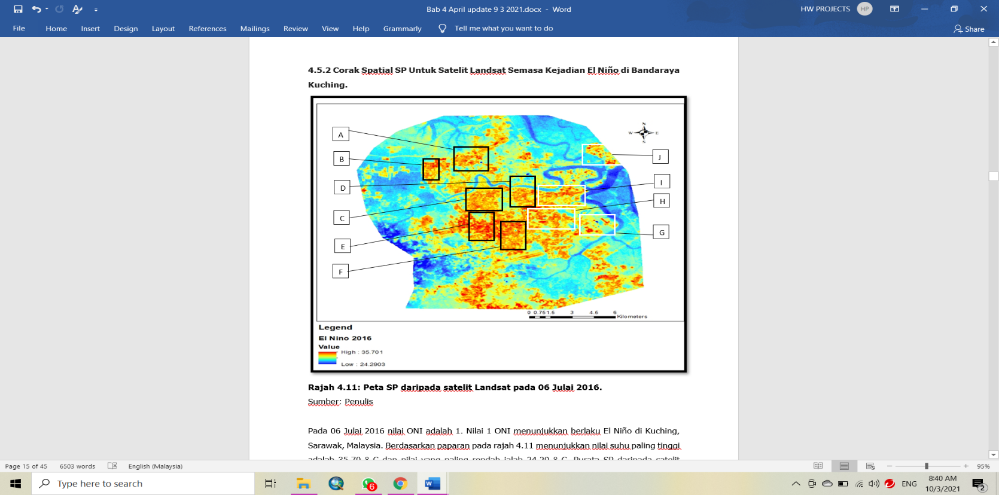 Bab 4 April update 9 3 2021.docx - Word
HW PROJECTS
HP
File Home Insert Design Layout References Mailings Review View Help Grammarly Tell me what you want to do
Share
4.5.2 Corak Spatial SP Untuk Satelit Landsat Semasa Kejadian El Niño di Bandaraya
Kuching.
A
B
D
C
E
F
N
W E
S
J
I
H
G
0 0.75 1.5 3 4.5 6
Kilometers
Legend
El Nino 2016
Value
High : 35.701
Low : 24.2903
Rajah 4.11: Peta SP daripada satelit Landsat pada 06 Julai 2016.
Sumber: Penulis
Pada 06 Julai 2016 nilai ONI adalah 1. Nilai 1 ONI menunjukkan berlaku El Niño di Kuching,
Sarawak, Malaysia. Berdasarkan paparan pada rajah 4.11 menunjukkan nilai suhu paling tinggi
adalah 35.70 8 C dan nilai yang paling rendah ialah 24.29 8 C. Purata SP daripada satelit
Page 15 of 45 6503 words English (Malaysia)
95%
Type here to search
6
W
ENG
8:40 AM
10/3/2021
2